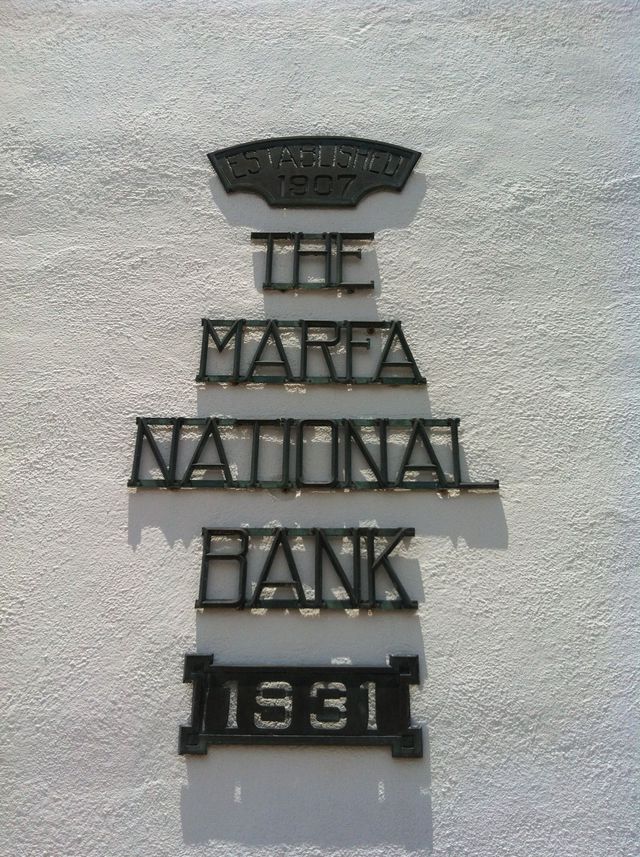 ESTABLISHED
1907
THE
MARFA
NATIONAL
BANK
1931